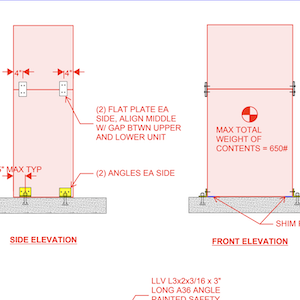 4"
4"
(2) FLAT PLATE EA
SIDE, ALIGN MIDDLE
W/ GAP BTWN UPPER
AND LOWER UNIT
MAX TOTAL
WEIGHT OF
CONTENTS = 650#
" MAX TYP
(2) ANGLES EA SIDE
SHIM
SIDE ELEVATION
FRONT ELEVATION
LLV L3x2x3/16 x 3"
LONG A36 ANGLE
PAINTED SAFETY